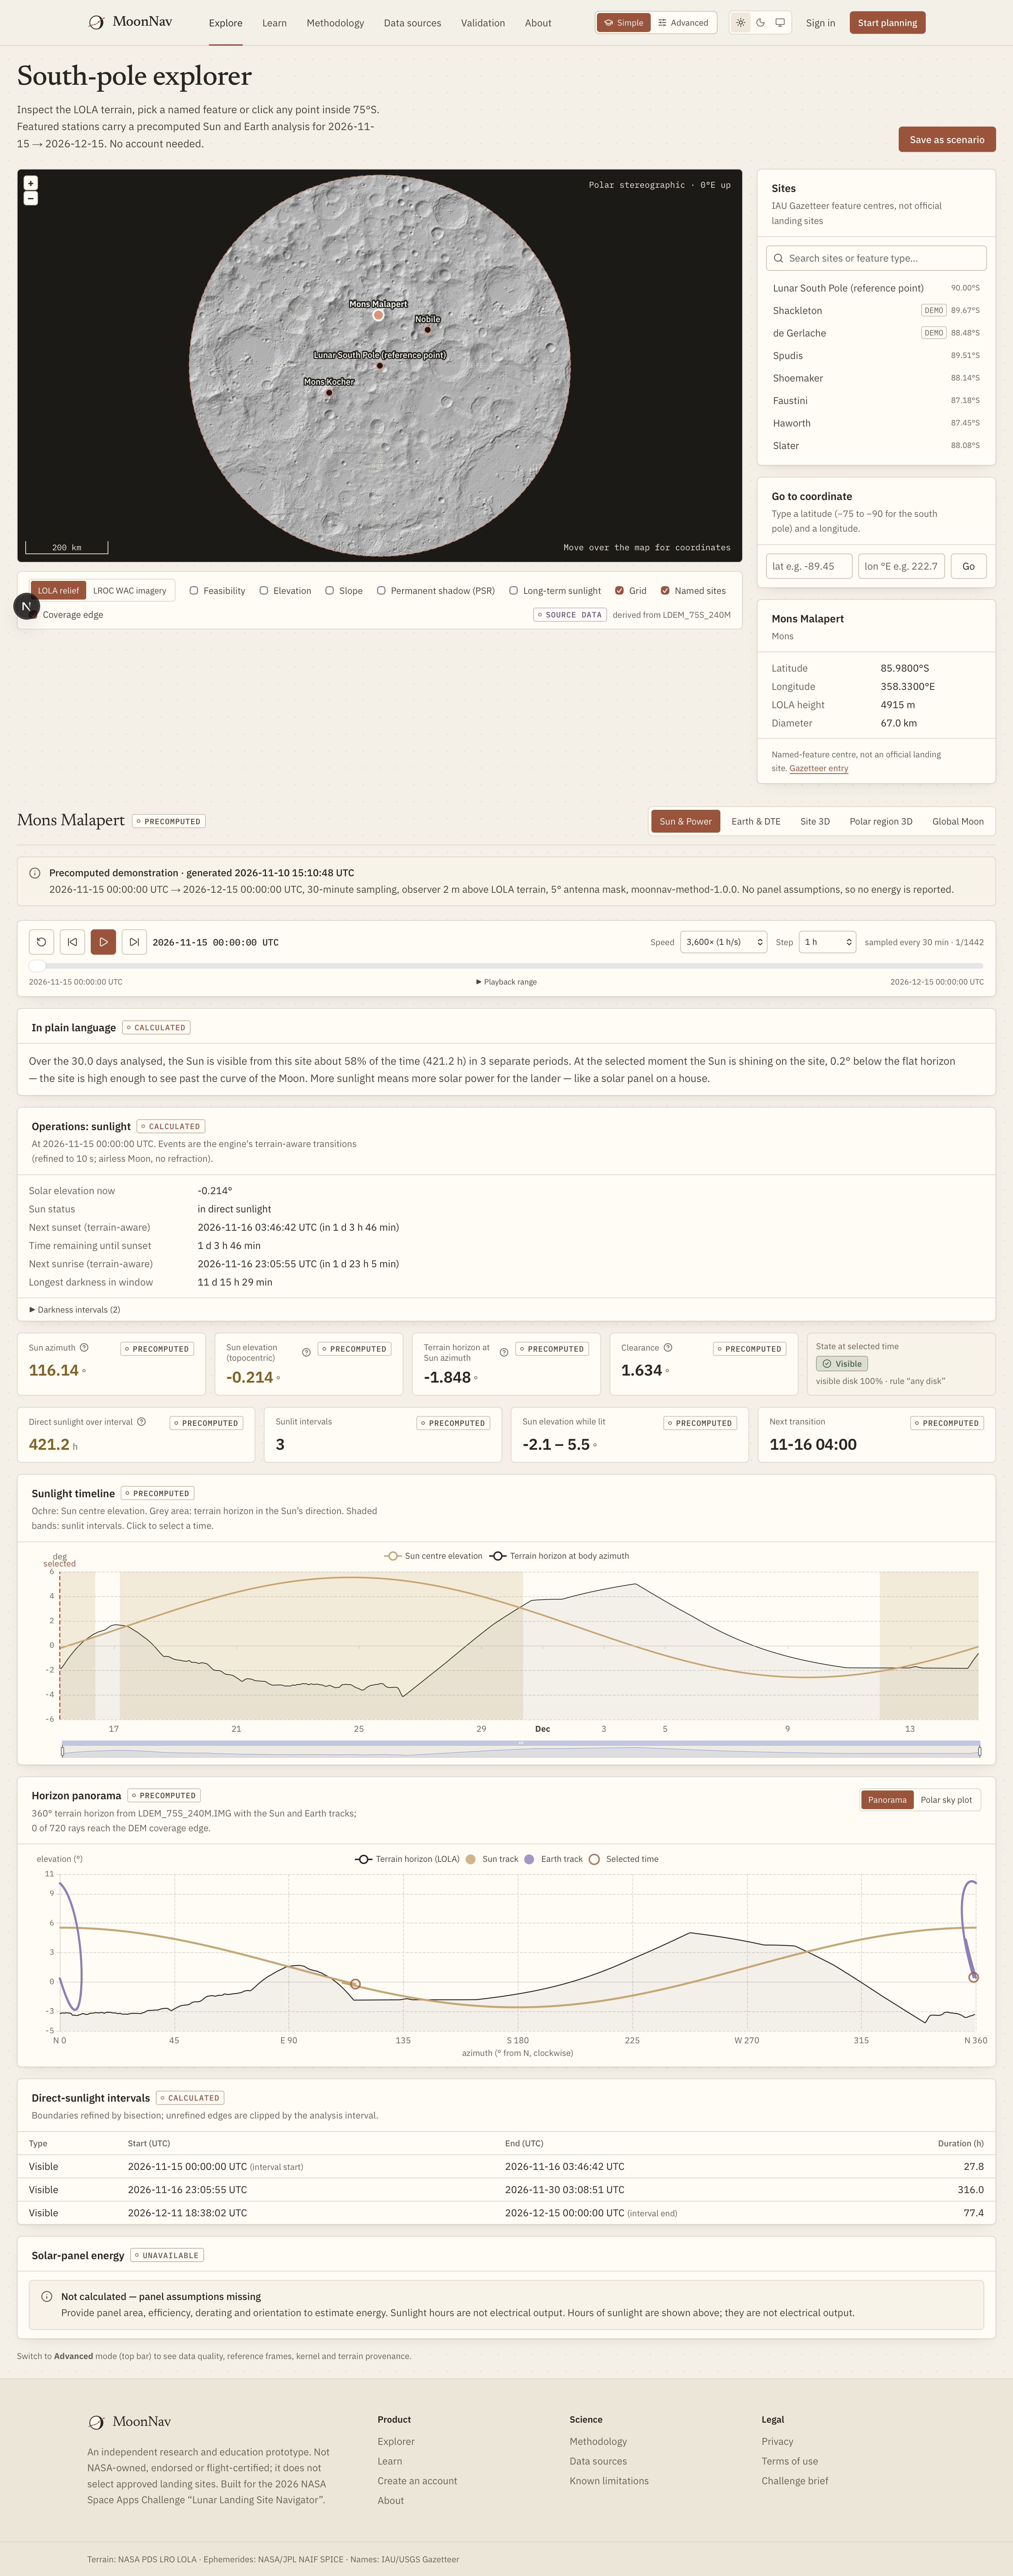 MoonNav
Explore
Learn
Methodology
Data sources
Validation
About
Simple
Advanced
Sign in
Start planning
South-pole explorer
Inspect the LOLA terrain, pick a named feature or click any point inside 75°S.
Featured stations carry a precomputed Sun and Earth analysis for 2026-11-
15 → 2026-12-15. No account needed.
Save as scenario
+
−
Polar stereographic · 0°E up
Mons Malapert
Nobile
Lunar South Pole (reference point)
Mons Kocher
200 km
Move over the map for coordinates
LOLA relief
LROC WAC imagery
Feasibility
Elevation
Slope
Permanent shadow (PSR)
Long-term sunlight
Grid
Named sites
N
Coverage edge
SOURCE DATA
derived from LDEM_75S_240M
Sites
IAU Gazetteer feature centres, not official
landing sites
Search sites or feature type...
Lunar South Pole (reference point) 90.00°S
Shackleton DEMO 89.67°S
de Gerlache DEMO 88.48°S
Spudis 89.51°S
Shoemaker 88.14°S
Faustini 87.18°S
Haworth 87.45°S
Slater 88.08°S
Go to coordinate
Type a latitude (−75 to −90 for the south
pole) and a longitude.
lat e.g. -89.45
lon °E e.g. 222.7
Go
Mons Malapert
Mons
Latitude 85.9800°S
Longitude 358.3300°E
LOLA height 4915 m
Diameter 67.0 km
Named-feature centre, not an official landing
site. Gazetteer entry
Mons Malapert PRECOMPUTED
Sun & Power
Earth & DTE
Site 3D
Polar region 3D
Global Moon
Precomputed demonstration · generated 2026-11-10 15:10:48 UTC
2026-11-15 00:00:00 UTC → 2026-12-15 00:00:00 UTC, 30-minute sampling, observer 2 m above LOLA terrain, 5° antenna mask, moonnav-method-1.0.0. No panel assumptions, so no energy is reported.
2026-11-15 00:00:00 UTC
Speed 3,600× (1 h/s)
Step 1 h
sampled every 30 min · 1/1442
2026-11-15 00:00:00 UTC
Playback range
2026-12-15 00:00:00 UTC
In plain language CALCULATED
Over the 30.0 days analysed, the Sun is visible from this site about 58% of the time (421.2 h) in 3 separate periods. At the selected moment the Sun is shining on the site, 0.2° below the flat horizon
— the site is high enough to see past the curve of the Moon. More sunlight means more solar power for the lander — like a solar panel on a house.
Operations: sunlight CALCULATED
At 2026-11-15 00:00:00 UTC. Events are the engine's terrain-aware transitions
(refined to 10 s; airless Moon, no refraction).
Solar elevation now -0.214°
Sun status in direct sunlight
Next sunset (terrain-aware) 2026-11-16 03:46:42 UTC (in 1 d 3 h 46 min)
Time remaining until sunset 1 d 3 h 46 min
Next sunrise (terrain-aware) 2026-11-16 23:05:55 UTC (in 1 d 23 h 5 min)
Longest darkness in window 11 d 15 h 29 min
Darkness intervals (2)
Sun azimuth PRECOMPUTED
116.14 °
Sun elevation
(topocentric) PRECOMPUTED
-0.214 °
Terrain horizon at
Sun azimuth PRECOMPUTED
-1.848 °
Clearance PRECOMPUTED
1.634 °
State at selected time
Visible
visible disk 100% · rule “any disk”
Direct sunlight over interval PRECOMPUTED
421.2 h
Sunlit intervals PRECOMPUTED
3
Sun elevation while lit PRECOMPUTED
-2.1 – 5.5 °
Next transition PRECOMPUTED
11-16 04:00
Sunlight timeline PRECOMPUTED
Ochre: Sun centre elevation. Grey area: terrain horizon in the Sun's direction. Shaded
bands: sunlit intervals. Click to select a time.
deg
selected
Sun centre elevation
Terrain horizon at body azimuth
6
4
2
0
-2
-4
-6
17 21 25 29 Dec 3 5 9 13
Horizon panorama PRECOMPUTED
360° terrain horizon from LDEM_75S_240M.IMG with the Sun and Earth tracks;
0 of 720 rays reach the DEM coverage edge.
Panorama
Polar sky plot
elevation (°)
Terrain horizon (LOLA)
Sun track
Earth track
Selected time
11
9
6
3
0
-3
-5
N 0 45 E 90 135 S 180 225 W 270 315 N 360
azimuth (° from N, clockwise)
Direct-sunlight intervals CALCULATED
Boundaries refined by bisection; unrefined edges are clipped by the analysis interval.
Type Start (UTC) End (UTC) Duration (h)
Visible 2026-11-15 00:00:00 UTC (interval start) 2026-11-16 03:46:42 UTC 27.8
Visible 2026-11-16 23:05:55 UTC 2026-11-30 03:08:51 UTC 316.0
Visible 2026-12-11 18:38:02 UTC 2026-12-15 00:00:00 UTC (interval end) 77.4
Solar-panel energy UNAVAILABLE
Not calculated — panel assumptions missing
Provide panel area, efficiency, derating and orientation to estimate energy. Sunlight hours are not electrical output. Hours of sunlight are shown above; they are not electrical output.
Switch to Advanced mode (top bar) to see data quality, reference frames, kernel and terrain provenance.
MoonNav
An independent research and education prototype. Not
NASA-owned, endorsed or flight-certified; it does not
select approved landing sites. Built for the 2026 NASA
Space Apps Challenge “Lunar Landing Site Navigator”.
Product
Explorer
Learn
Create an account
About
Science
Methodology
Data sources
Known limitations
Legal
Privacy
Terms of use
Challenge brief
Terrain: NASA PDS LRO LOLA · Ephemerides: NASA/JPL NAIF SPICE · Names: IAU/USGS Gazetteer